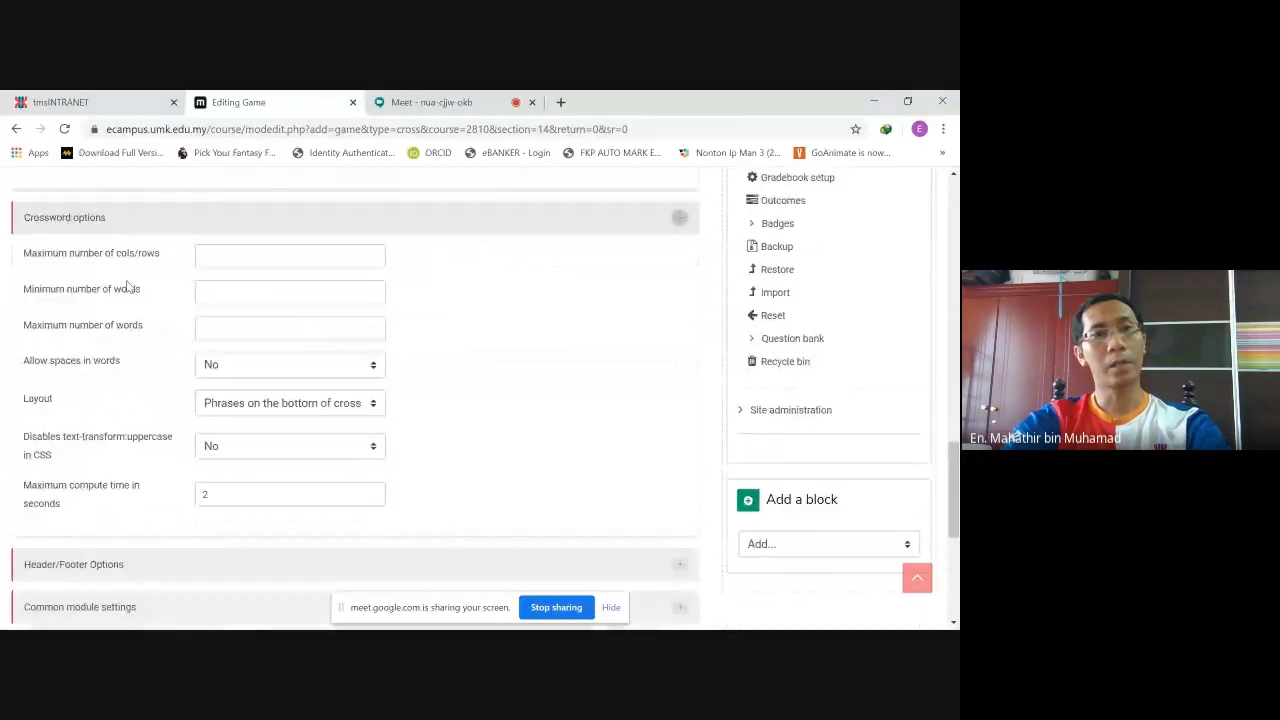 tmsINTRANET
Editing Game
Meet - nua-cjjw-okb
ecampus.umk.edu.my/course/modedit.php?add=game&type=cross&course=2810&section=14&return=0&sr=0
E
Apps
Download Full Versi...
Pick Your Fantasy F...
Identity Authenticat...
ORCID
eBANKER - Login
FKP AUTO MARK E...
Nonton Ip Man 3 (2...
GoAnimate is now...
»
Crossword options
Maximum number of cols/rows
Minimum number of words
Maximum number of words
Allow spaces in words
No
Layout
Phrases on the bottom of cross
Disables text-transform:uppercase
in CSS
No
Maximum compute time in
seconds
2
Header/Footer Options
Common module settings
Gradebook setup
Outcomes
Badges
Backup
Restore
Import
Reset
Question bank
Recycle bin
Site administration
Add a block
Add...
meet.google.com is sharing your screen.
Stop sharing
Hide
En. Mahathir bin Muhamad